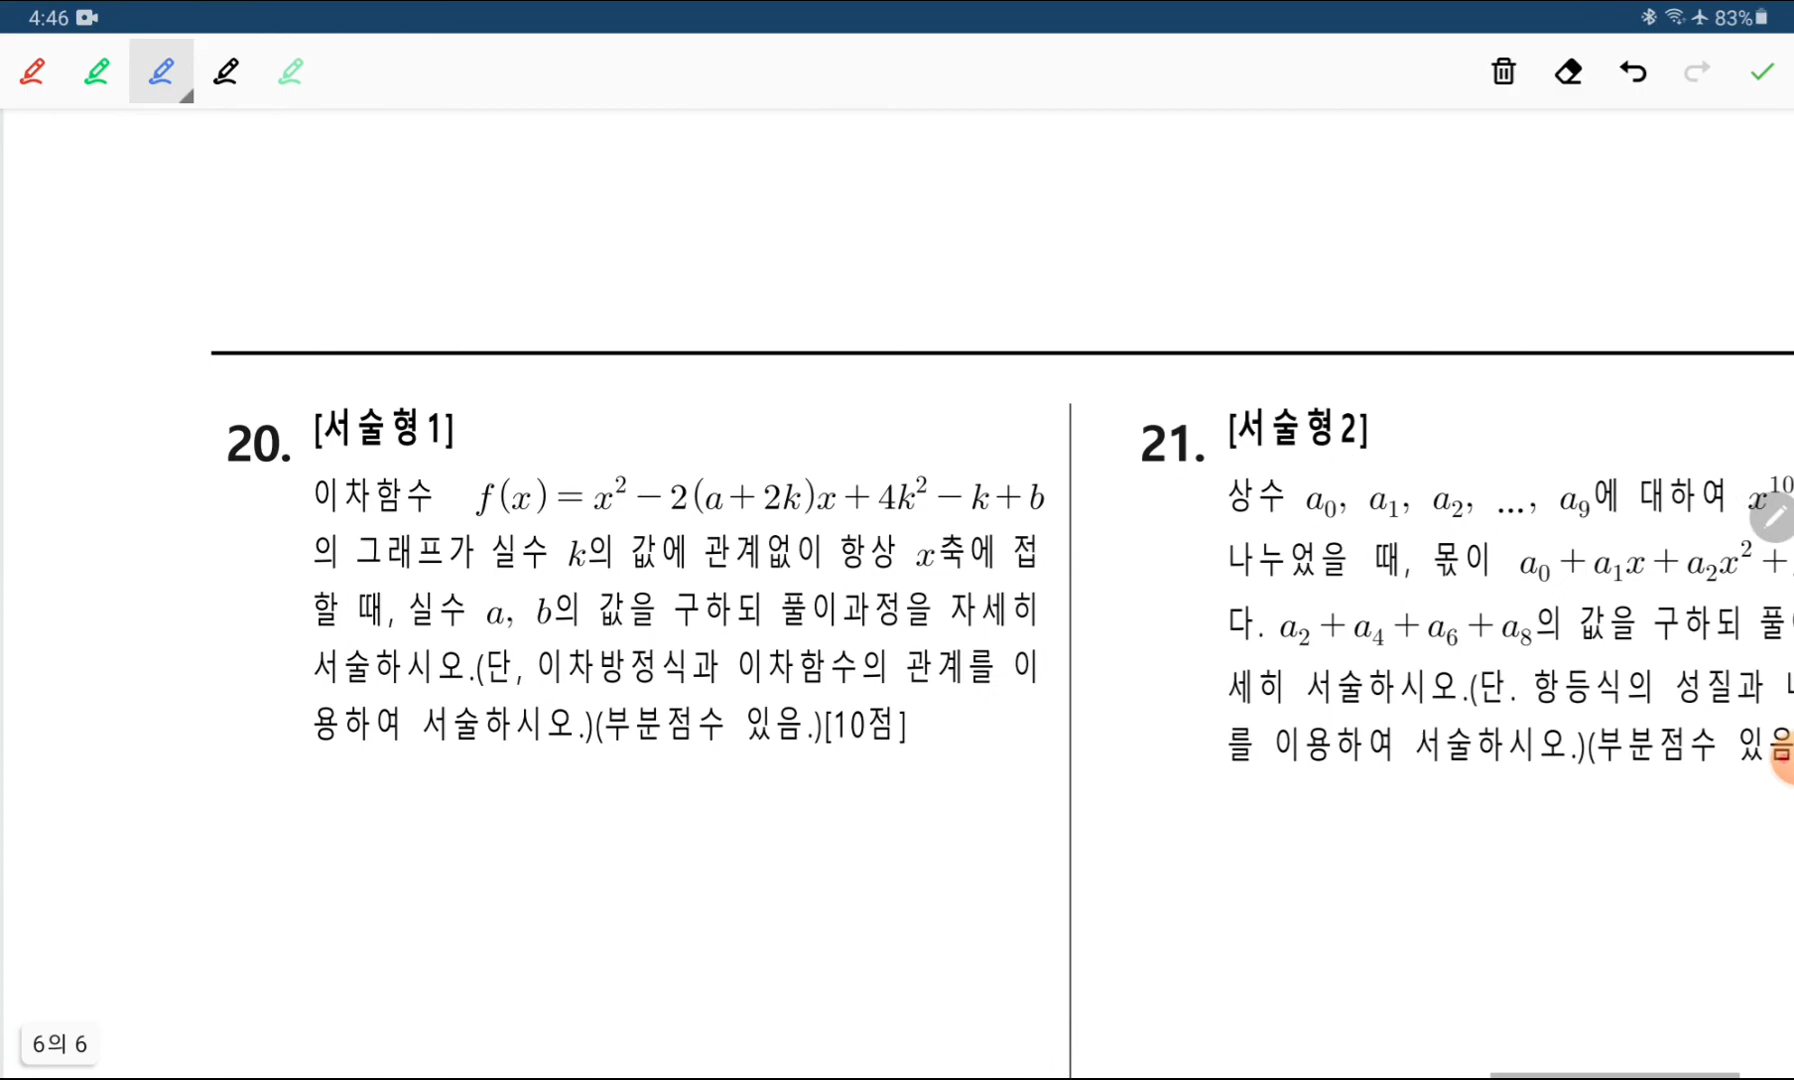 4:46
83%
20. [서술형1]
이차함수 f(x) = x² − 2(a + 2k)x + 4k² − k + b
의 그래프가 실수 k의 값에 관계없이 항상 x축에 접
할 때, 실수 a, b의 값을 구하되 풀이과정을 자세히
서술하시오.(단, 이차방정식과 이차함수의 관계를 이
용하여 서술하시오.)(부분점수 있음.)[10점]
21. [서술형2]
상수 a₀, a₁, a₂, ..., a₉에 대하여 x¹⁰
나누었을 때, 몫이 a₀ + a₁x + a₂x² +
다. a₂ + a₄ + a₆ + a₈의 값을 구하되 풀
세히 서술하시오.(단. 항등식의 성질과
를 이용하여 서술하시오.)(부분점수 있음
6의 6